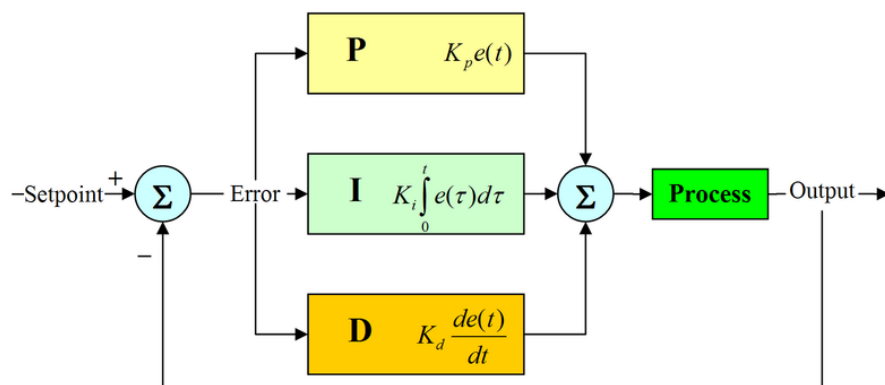 P K_p e(t)
+
–Setpoint Σ Error I K_i ∫_0^t e(τ)dτ Σ Process Output
–
D K_d de(t)/dt